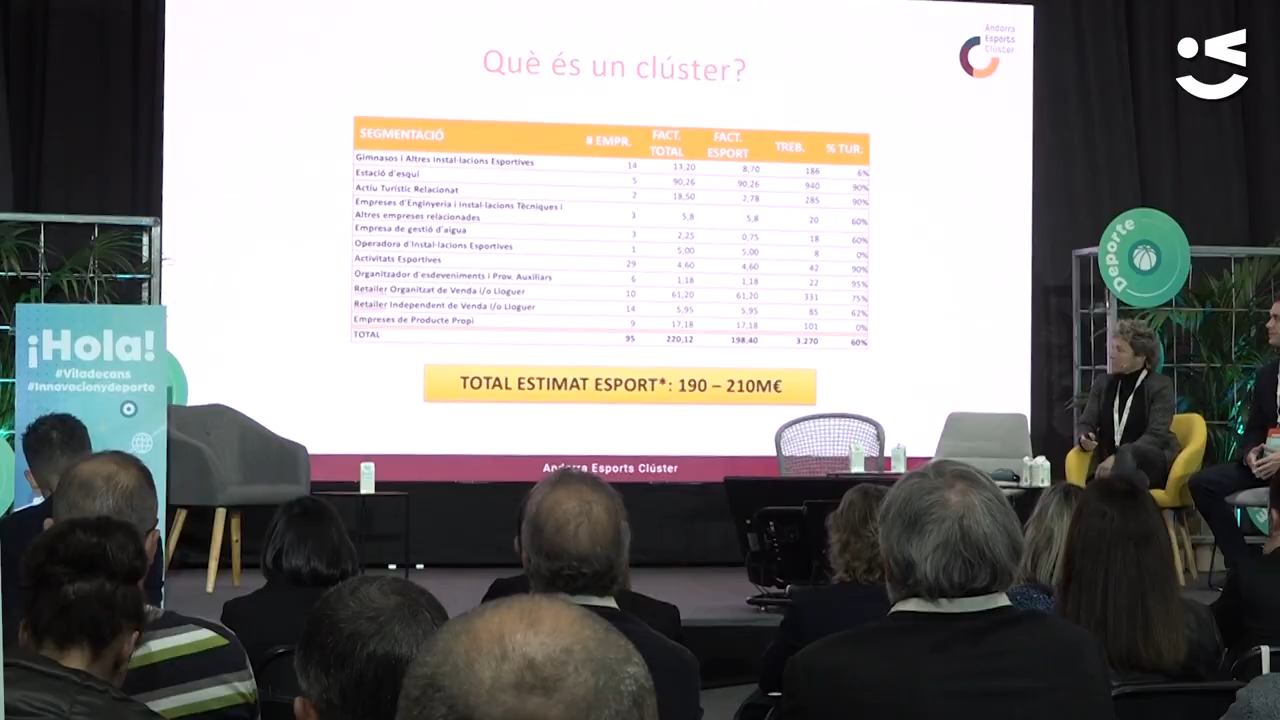 Andorra
Esports
Clúster
Què és un clúster?
SEGMENTACIÓ # EMPR. FACT. TOTAL FACT. ESPORT TREB. % TUR.
Gimnasos i Altres Instal·lacions Esportives 14 13,20 8,70 186 6%
Estació d'esquí 5 90,26 90,26 940 90%
Actiu Turístic Relacionat 2 18,50 2,78 285 90%
Empreses d'Enginyeria i Instal·lacions Tècniques i
Altres empreses relacionades 3 5,8 5,8 20 60%
Empresa de gestió d'aigua 3 2,25 0,75 18 60%
Operadora d'Instal·lacions Esportives 1 5,00 5,00 8 0%
Activitats Esportives 29 4,60 4,60 42 90%
Organitzador d'esdeveniments i Prov. Auxiliars 6 1,18 1,18 22 95%
Retailer Organitzat de Venda i/o Lloguer 10 61,20 61,20 331 75%
Retailer Independent de Venda i/o Lloguer 14 5,95 5,95 85 62%
Empreses de Producte Propi 9 17,18 17,18 101 0%
TOTAL 95 220,12 198,40 3.270 60%
TOTAL ESTIMAT ESPORT*: 190 – 210M€
Andorra Esports Clúster
¡Hola!
#Viladecans
#Innovacionydeporte
Deporte